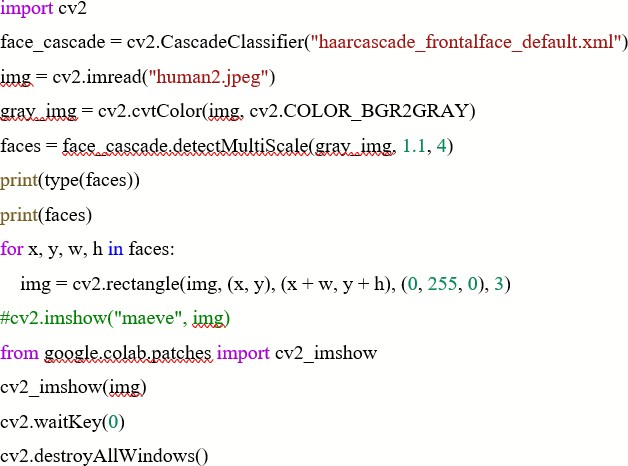 import cv2
face_cascade = cv2.CascadeClassifier("haarcascade_frontalface_default.xml")
img = cv2.imread("human2.jpeg")
gray_img = cv2.cvtColor(img, cv2.COLOR_BGR2GRAY)
faces = face_cascade.detectMultiScale(gray_img, 1.1, 4)
print(type(faces))
print(faces)
for x, y, w, h in faces:
    img = cv2.rectangle(img, (x, y), (x + w, y + h), (0, 255, 0), 3)
#cv2.imshow("maeve", img)
from google.colab.patches import cv2_imshow
cv2_imshow(img)
cv2.waitKey(0)
cv2.destroyAllWindows()